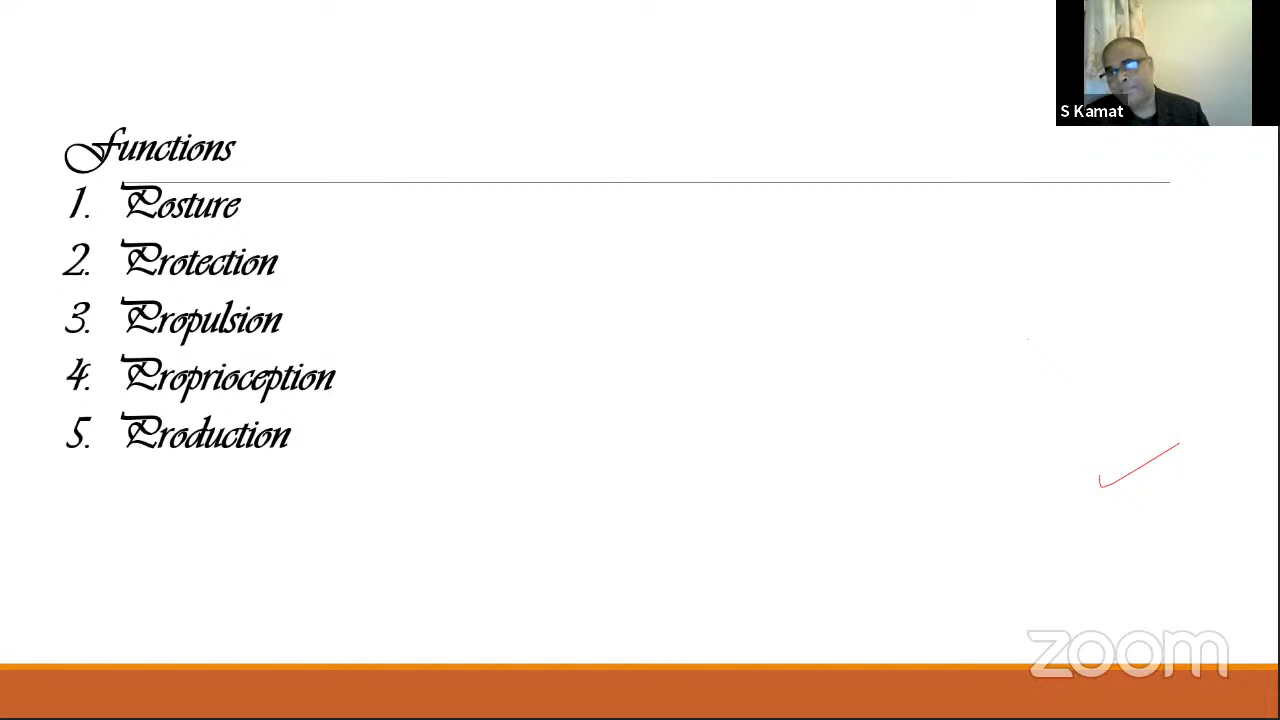 S Kamat
Functions
1. Posture
2. Protection
3. Propulsion
4. Proprioception
5. Production
zoom